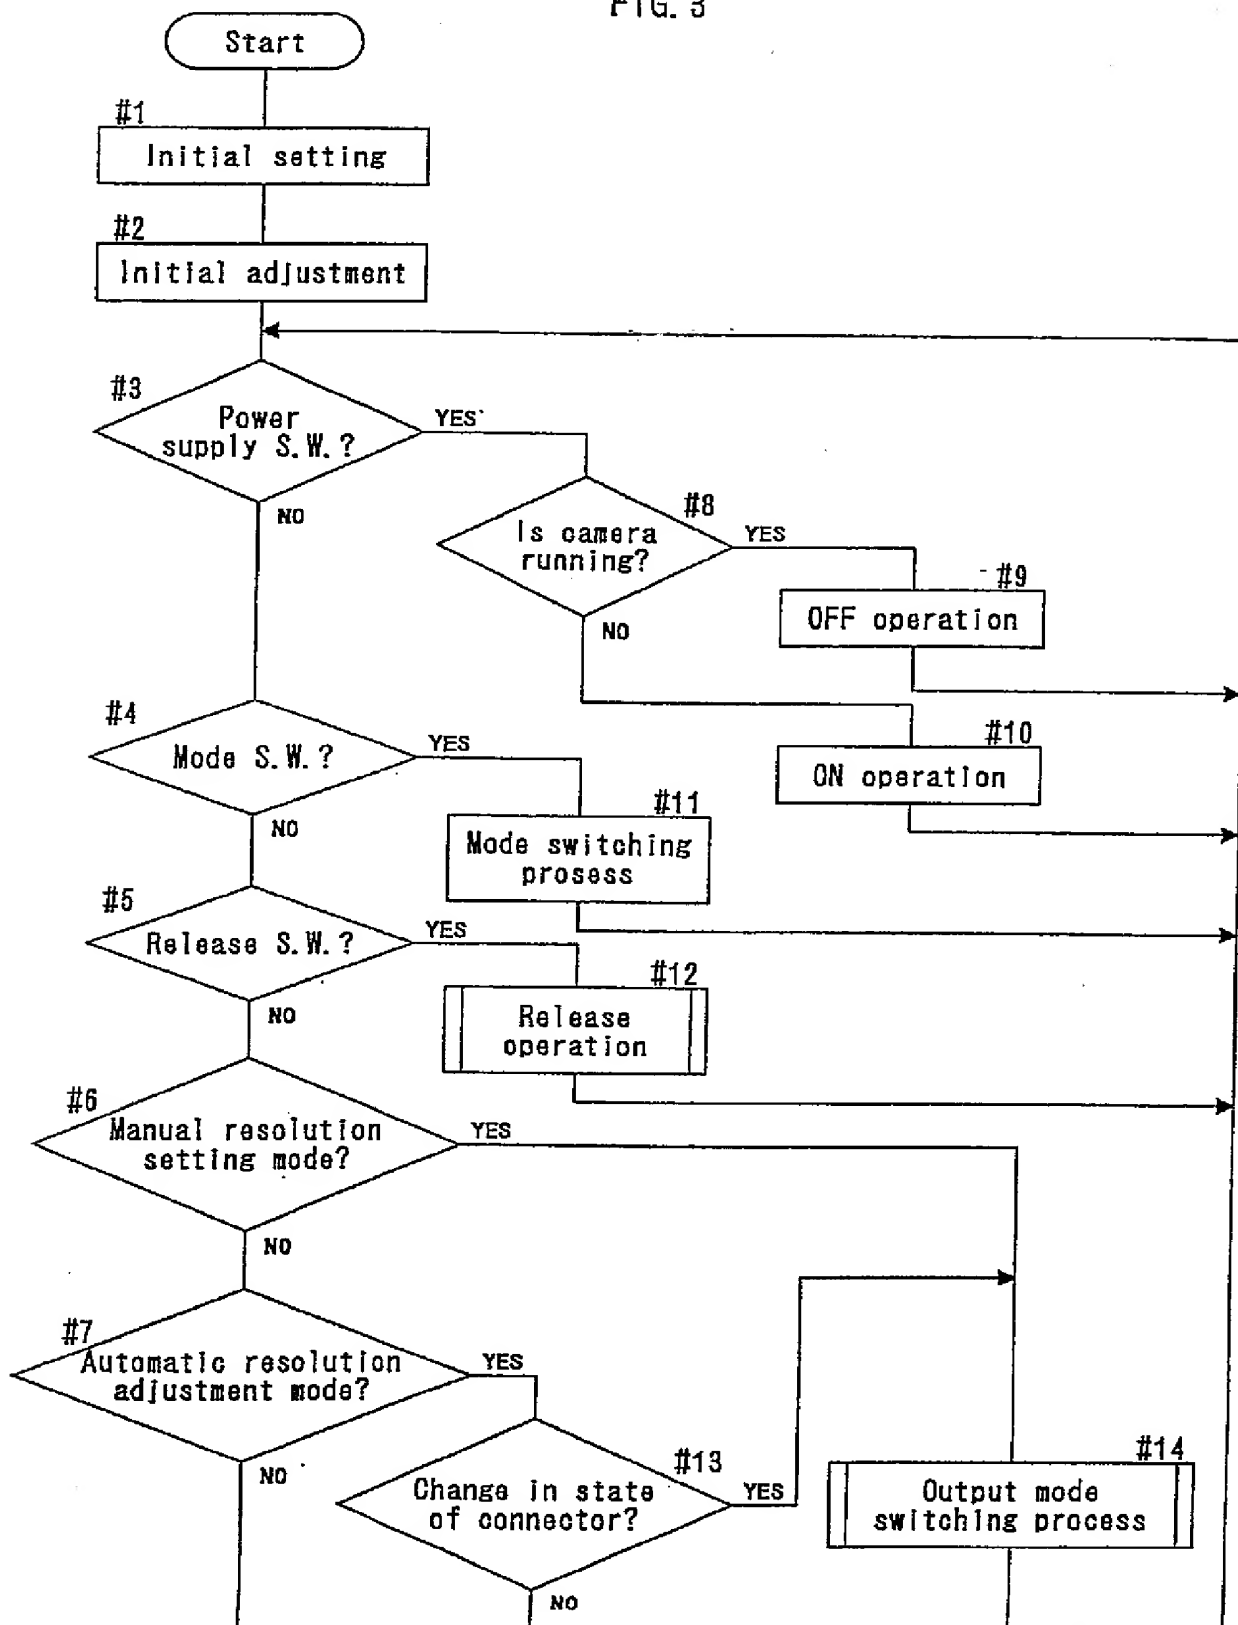 FIG. 3
Start
#1
Initial setting
#2
Initial adjustment
#3
Power
supply S.W.?
YES
NO
#8
Is camera
running?
YES
NO
#9
OFF operation
#4
Mode S.W.?
YES
NO
#10
ON operation
#11
Mode switching
prosess
#5
Release S.W.?
YES
NO
#12
Release
operation
#6
Manual resolution
setting mode?
YES
NO
#7
Automatic resolution
adjustment mode?
YES
NO
#13
Change in state
of connector?
YES
NO
#14
Output mode
switching process